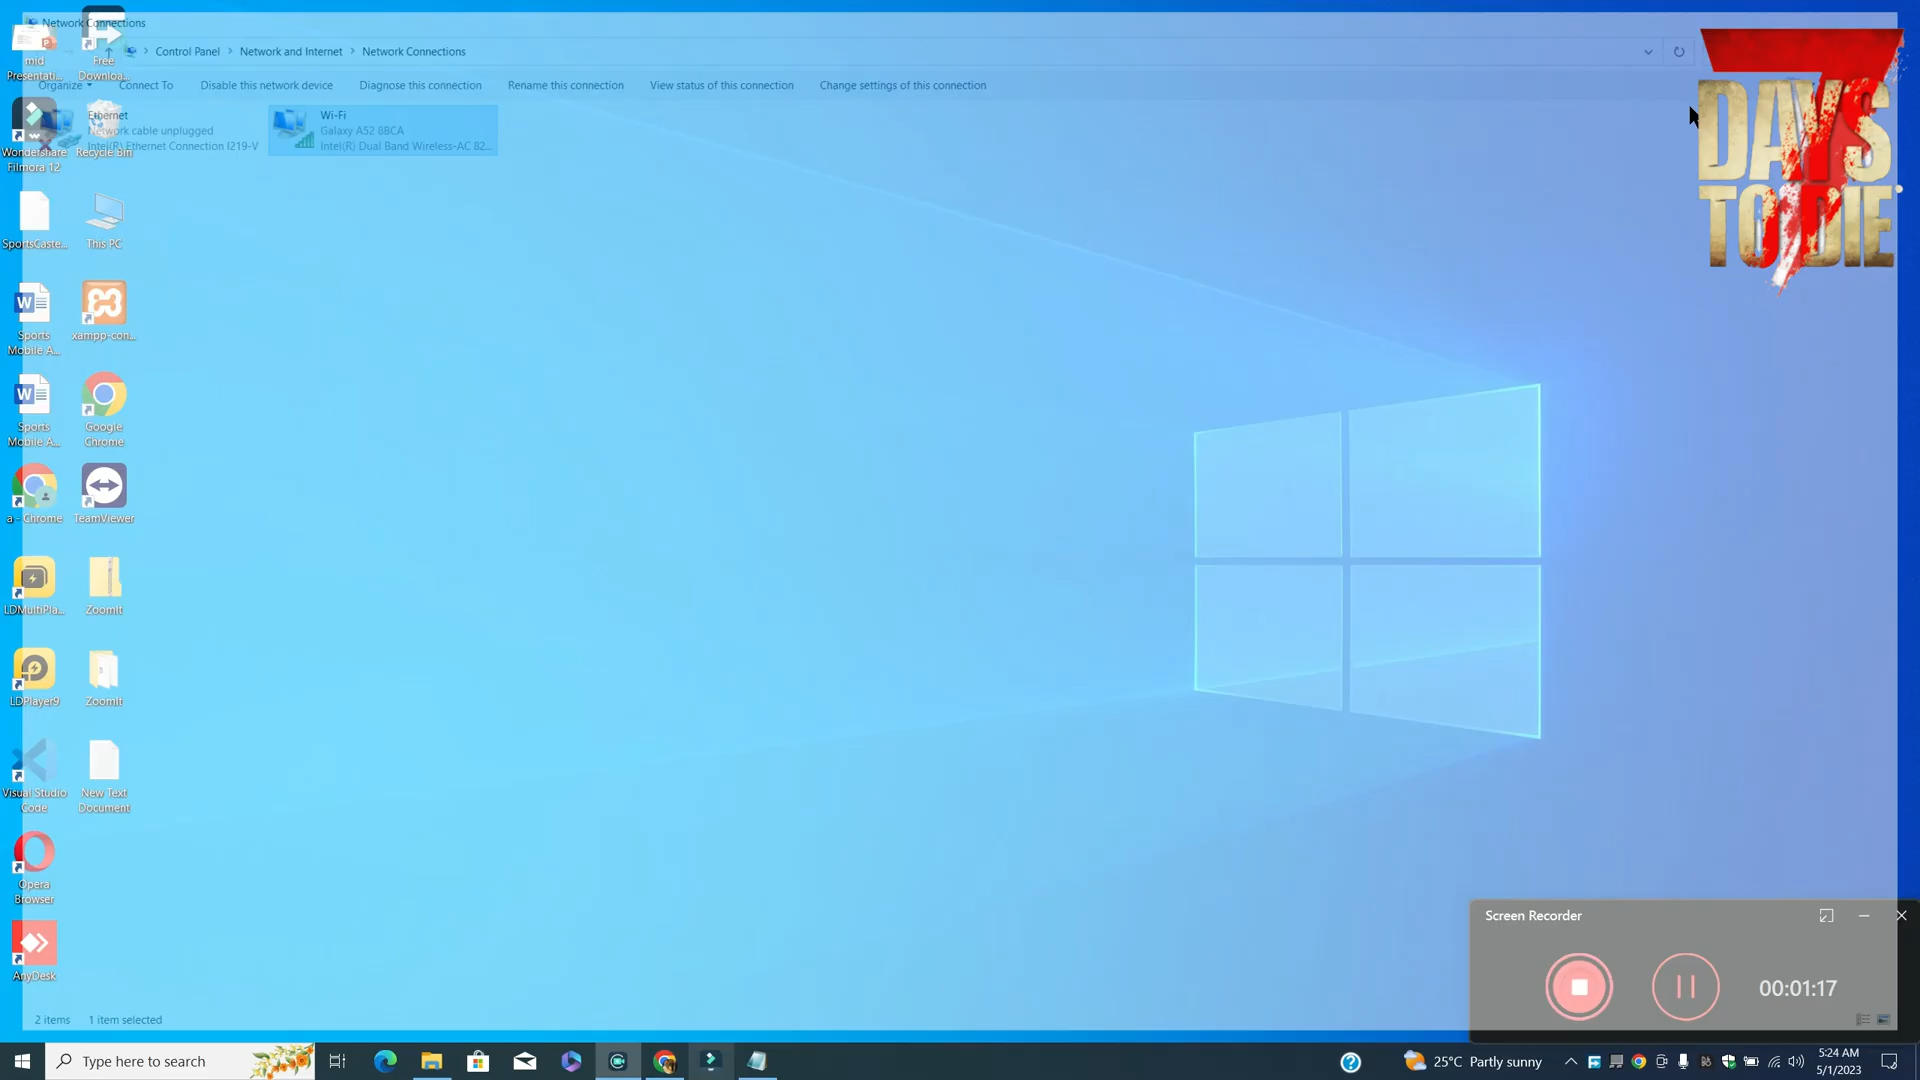 Network Connections
Control Panel > Network and Internet > Network Connections
Organize
Connect To
Disable this network device
Diagnose this connection
Rename this connection
View status of this connection
Change settings of this connection
Ethernet
Network cable unplugged
Intel(R) Ethernet Connection I219-V
Wi-Fi
Galaxy A52 8BCA
Intel(R) Dual Band Wireless-AC 82...
mid
Presentati...
Free
Downloa...
Wondershare
Filmora 12
Recycle Bin
SportsCaste...
This PC
Sports
Mobile A...
xampp-con...
Sports
Mobile A...
Google
Chrome
a - Chrome
TeamViewer
LDMultiPla...
ZoomIt
LDPlayer9
ZoomIt
Visual Studio
Code
New Text
Document
Opera
Browser
AnyDesk
7
DAYS
TO DIE
Screen Recorder
00:01:17
2 items
1 item selected
Type here to search
25°C Partly sunny
5:24 AM
5/1/2023